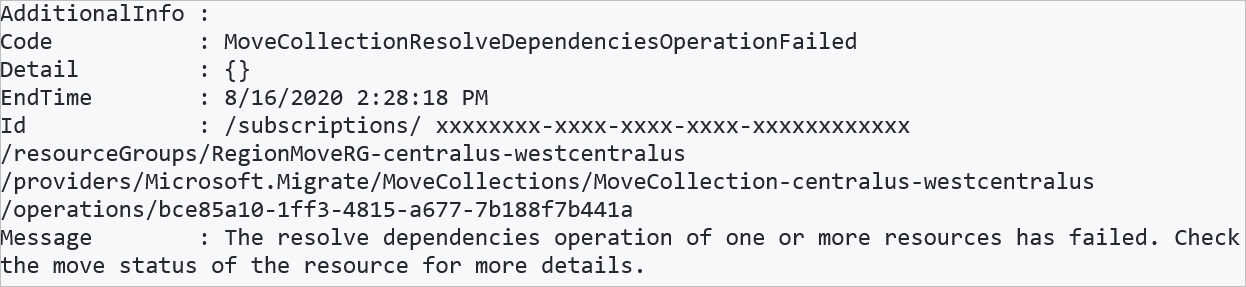 AdditionalInfo :
Code           : MoveCollectionResolveDependenciesOperationFailed
Detail         : {}
EndTime        : 8/16/2020 2:28:18 PM
Id             : /subscriptions/ xxxxxxxx-xxxx-xxxx-xxxx-xxxxxxxxxxxx
/resourceGroups/RegionMoveRG-centralus-westcentralus
/providers/Microsoft.Migrate/MoveCollections/MoveCollection-centralus-westcentralus
/operations/bce85a10-1ff3-4815-a677-7b188f7b441a
Message        : The resolve dependencies operation of one or more resources has failed. Check
the move status of the resource for more details.